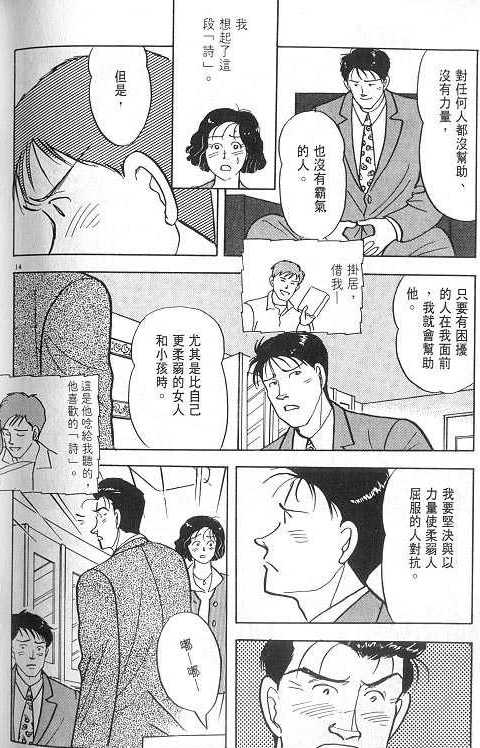 對任何人都沒幫助、
沒有力量，
也沒有霸氣
的人。
我
想起了這
段「詩」。
但是，
只要有困擾
的人在我面前
，我就會幫助
他。
掛居，
借我—
尤其是比自己
更柔弱的女人
和小孩時。
這是他唸給我聽的，
他喜歡的「詩」。
14
我要堅決與以
力量使柔弱人
屈服的人對抗。
嘟—嘟—